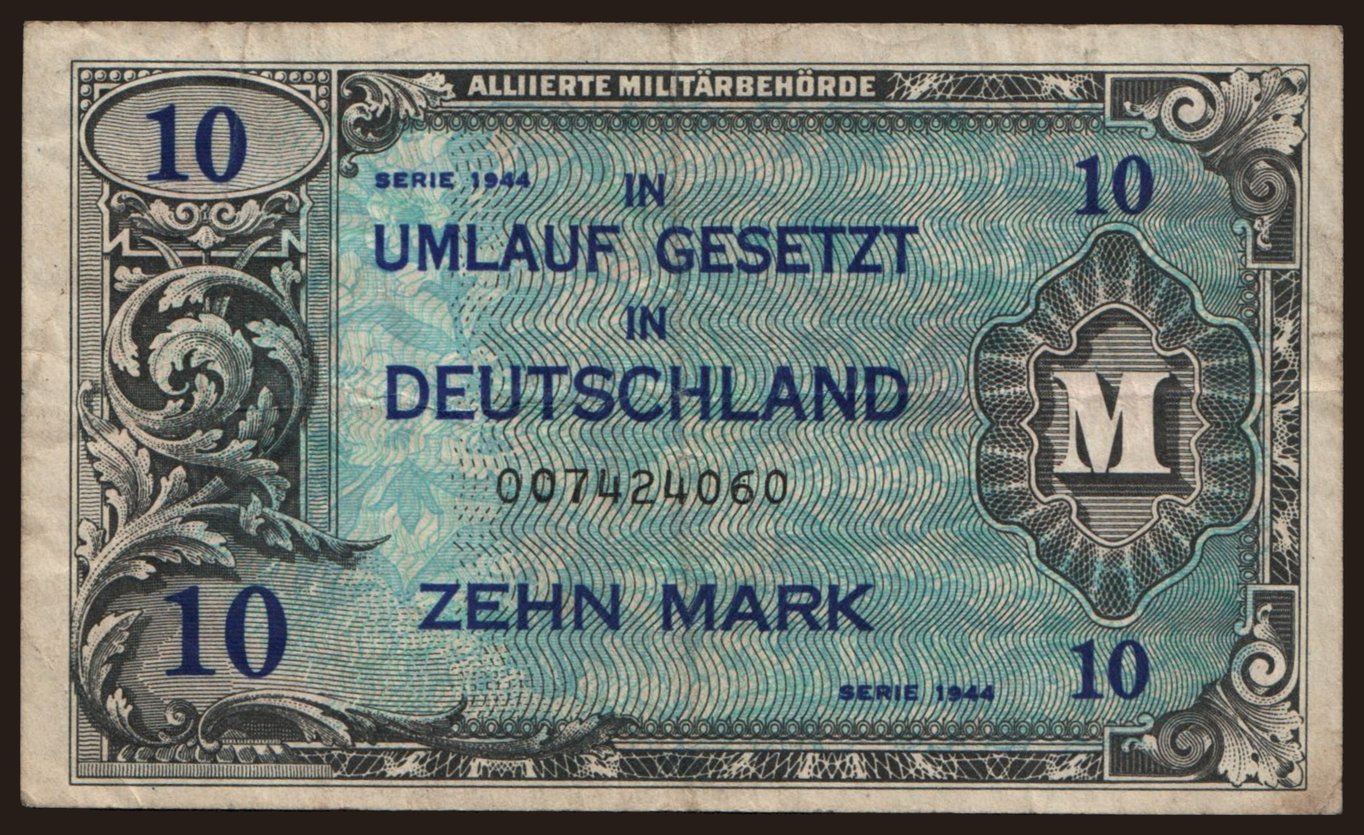 ALLIIERTE MILITÄRBEHÖRDE
10
10
SERIE 1944
IN
UMLAUF GESETZT
IN
DEUTSCHLAND
M
007424060
ZEHN MARK
10
10
SERIE 1944